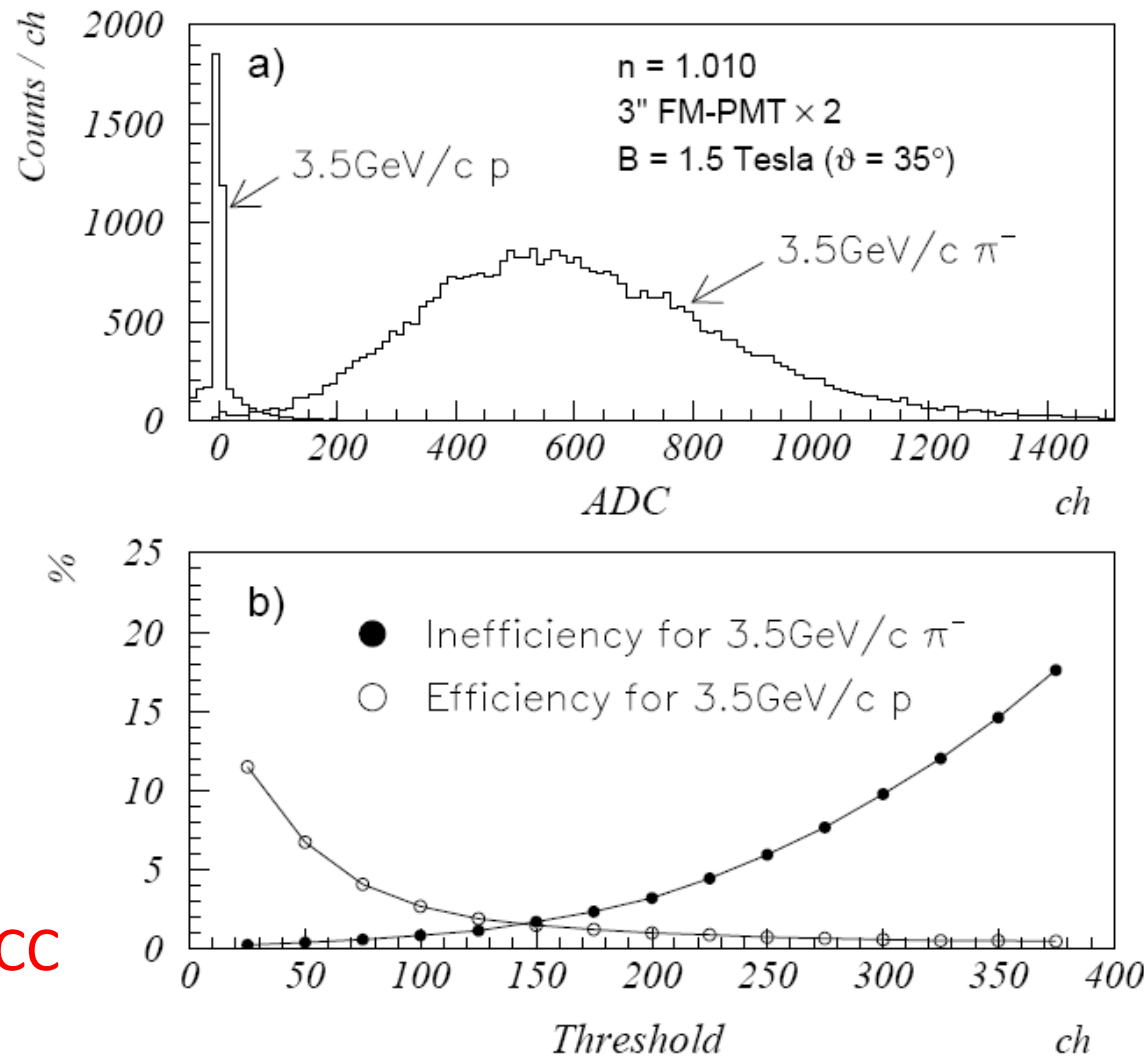 2000
1500
1000
500
0
Counts / ch
a)
n = 1.010
3" FM-PMT × 2
B = 1.5 Tesla (ϑ = 35°)
3.5GeV/c p
3.5GeV/c π⁻
0 200 400 600 800 1000 1200 1400
ADC ch
%
25
20
15
10
5
0
b)
● Inefficiency for 3.5GeV/c π⁻
○ Efficiency for 3.5GeV/c p
CC
0 50 100 150 200 250 300 350 400
Threshold ch